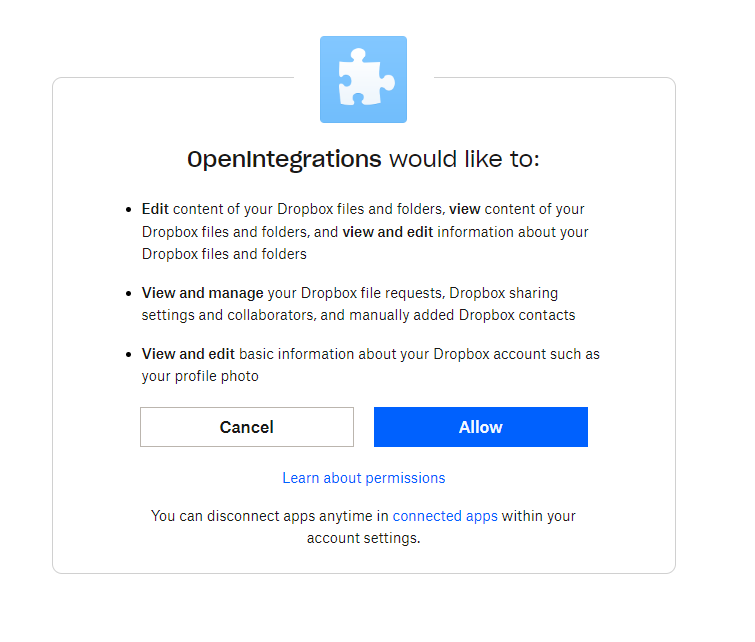 OpenIntegrations would like to:
• Edit content of your Dropbox files and folders, view content of your
Dropbox files and folders, and view and edit information about your
Dropbox files and folders
• View and manage your Dropbox file requests, Dropbox sharing
settings and collaborators, and manually added Dropbox contacts
• View and edit basic information about your Dropbox account such as
your profile photo
Cancel
Allow
Learn about permissions
You can disconnect apps anytime in connected apps within your
account settings.